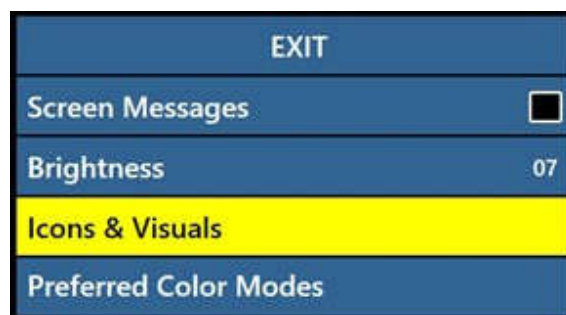 EXIT
Screen Messages
Brightness 07
Icons & Visuals
Preferred Color Modes